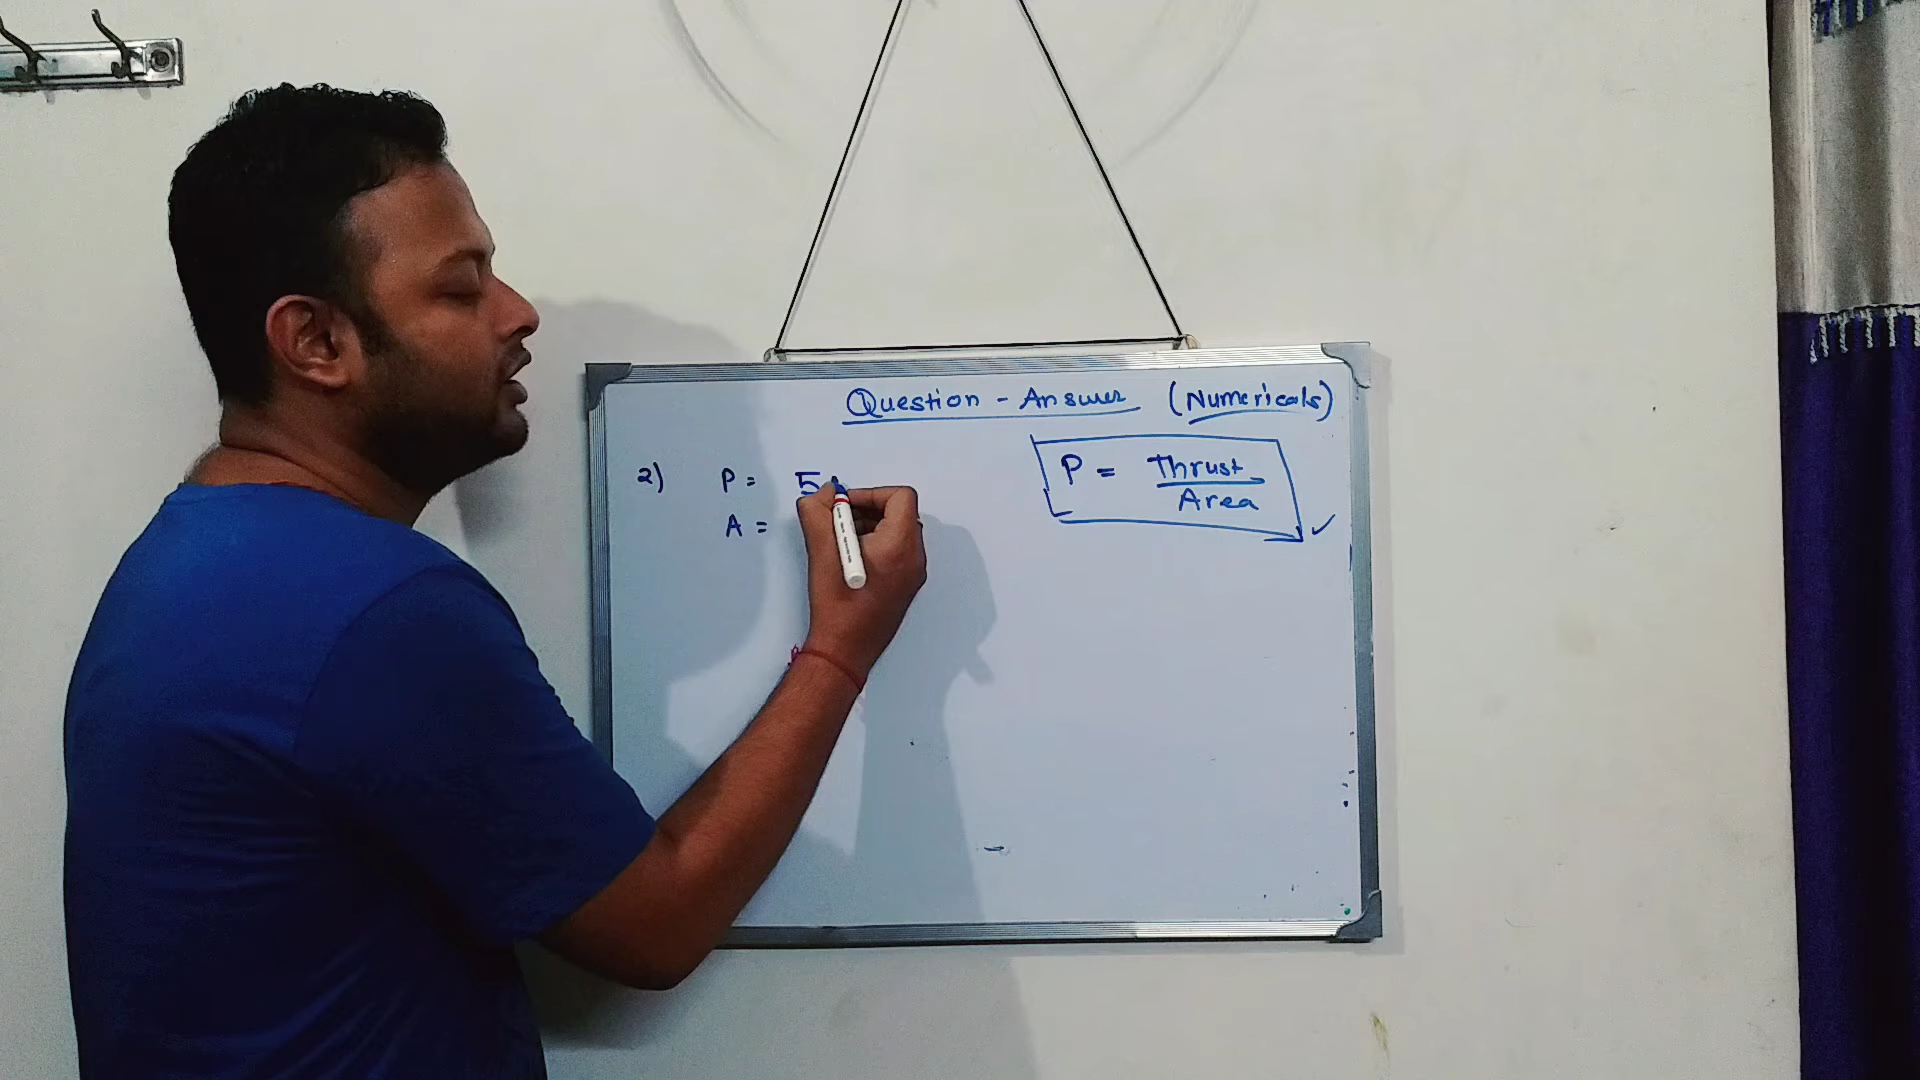 Question - Answer (Numericals)
P = Thrust
Area
2) P = 5
A =